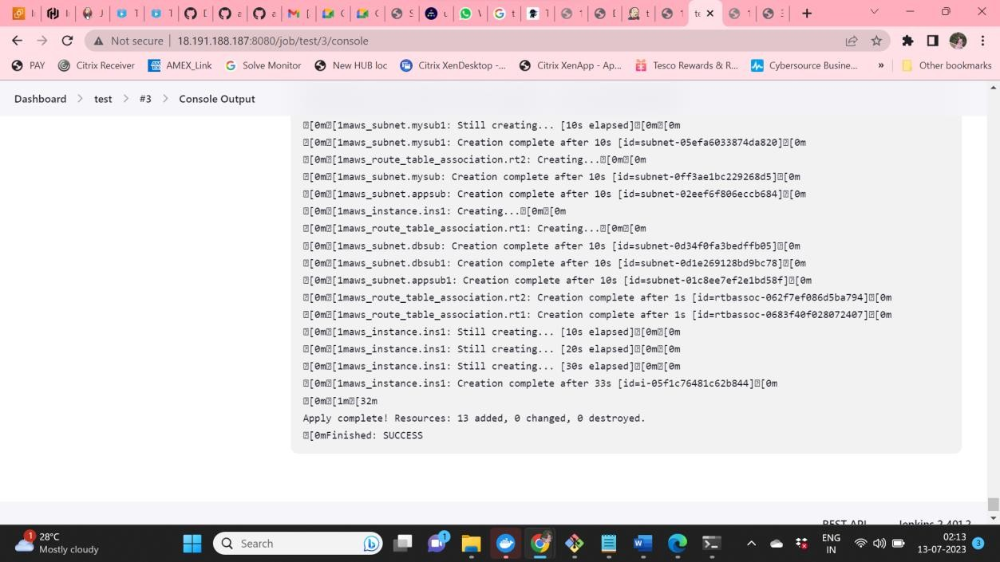 Not secure 18.191.188.187:8080/job/test/3/console
PAY Citrix Receiver AMEX_Link Solve Monitor New HUB loc Citrix XenDesktop -... Citrix XenApp - Ap... Tesco Rewards & R... Cybersource Busine... » Other bookmarks
Dashboard > test > #3 > Console Output
[0m[1maws_subnet.mysub1: Still creating... [10s elapsed][0m[0m
[0m[1maws_subnet.mysub1: Creation complete after 10s [id=subnet-05efa6033874da820][0m
[0m[1maws_route_table_association.rt2: Creating...[0m[0m
[0m[1maws_subnet.mysub: Creation complete after 10s [id=subnet-0ff3ae1bc229268d5][0m
[0m[1maws_subnet.appsub: Creation complete after 10s [id=subnet-02eef6f806eccb684][0m
[0m[1maws_instance.ins1: Creating...[0m[0m
[0m[1maws_route_table_association.rt1: Creating...[0m[0m
[0m[1maws_subnet.dbsub: Creation complete after 10s [id=subnet-0d34f0fa3bedffb05][0m
[0m[1maws_subnet.dbsub1: Creation complete after 10s [id=subnet-0d1e269128bd9bc78][0m
[0m[1maws_subnet.appsub1: Creation complete after 10s [id=subnet-01c8ee7ef2e1bd58f][0m
[0m[1maws_route_table_association.rt2: Creation complete after 1s [id=rtbassoc-062f7ef086d5ba794][0m
[0m[1maws_route_table_association.rt1: Creation complete after 1s [id=rtbassoc-0683f40f028072407][0m
[0m[1maws_instance.ins1: Still creating... [10s elapsed][0m[0m
[0m[1maws_instance.ins1: Still creating... [20s elapsed][0m[0m
[0m[1maws_instance.ins1: Still creating... [30s elapsed][0m[0m
[0m[1maws_instance.ins1: Creation complete after 33s [id=i-05f1c76481c62b844][0m
[0m[1m[32m
Apply complete! Resources: 13 added, 0 changed, 0 destroyed.
[0mFinished: SUCCESS
REST API Jenkins 2.401.2
1 28°C
Mostly cloudy
Search
1
ENG
IN
02:13
13-07-2023
3